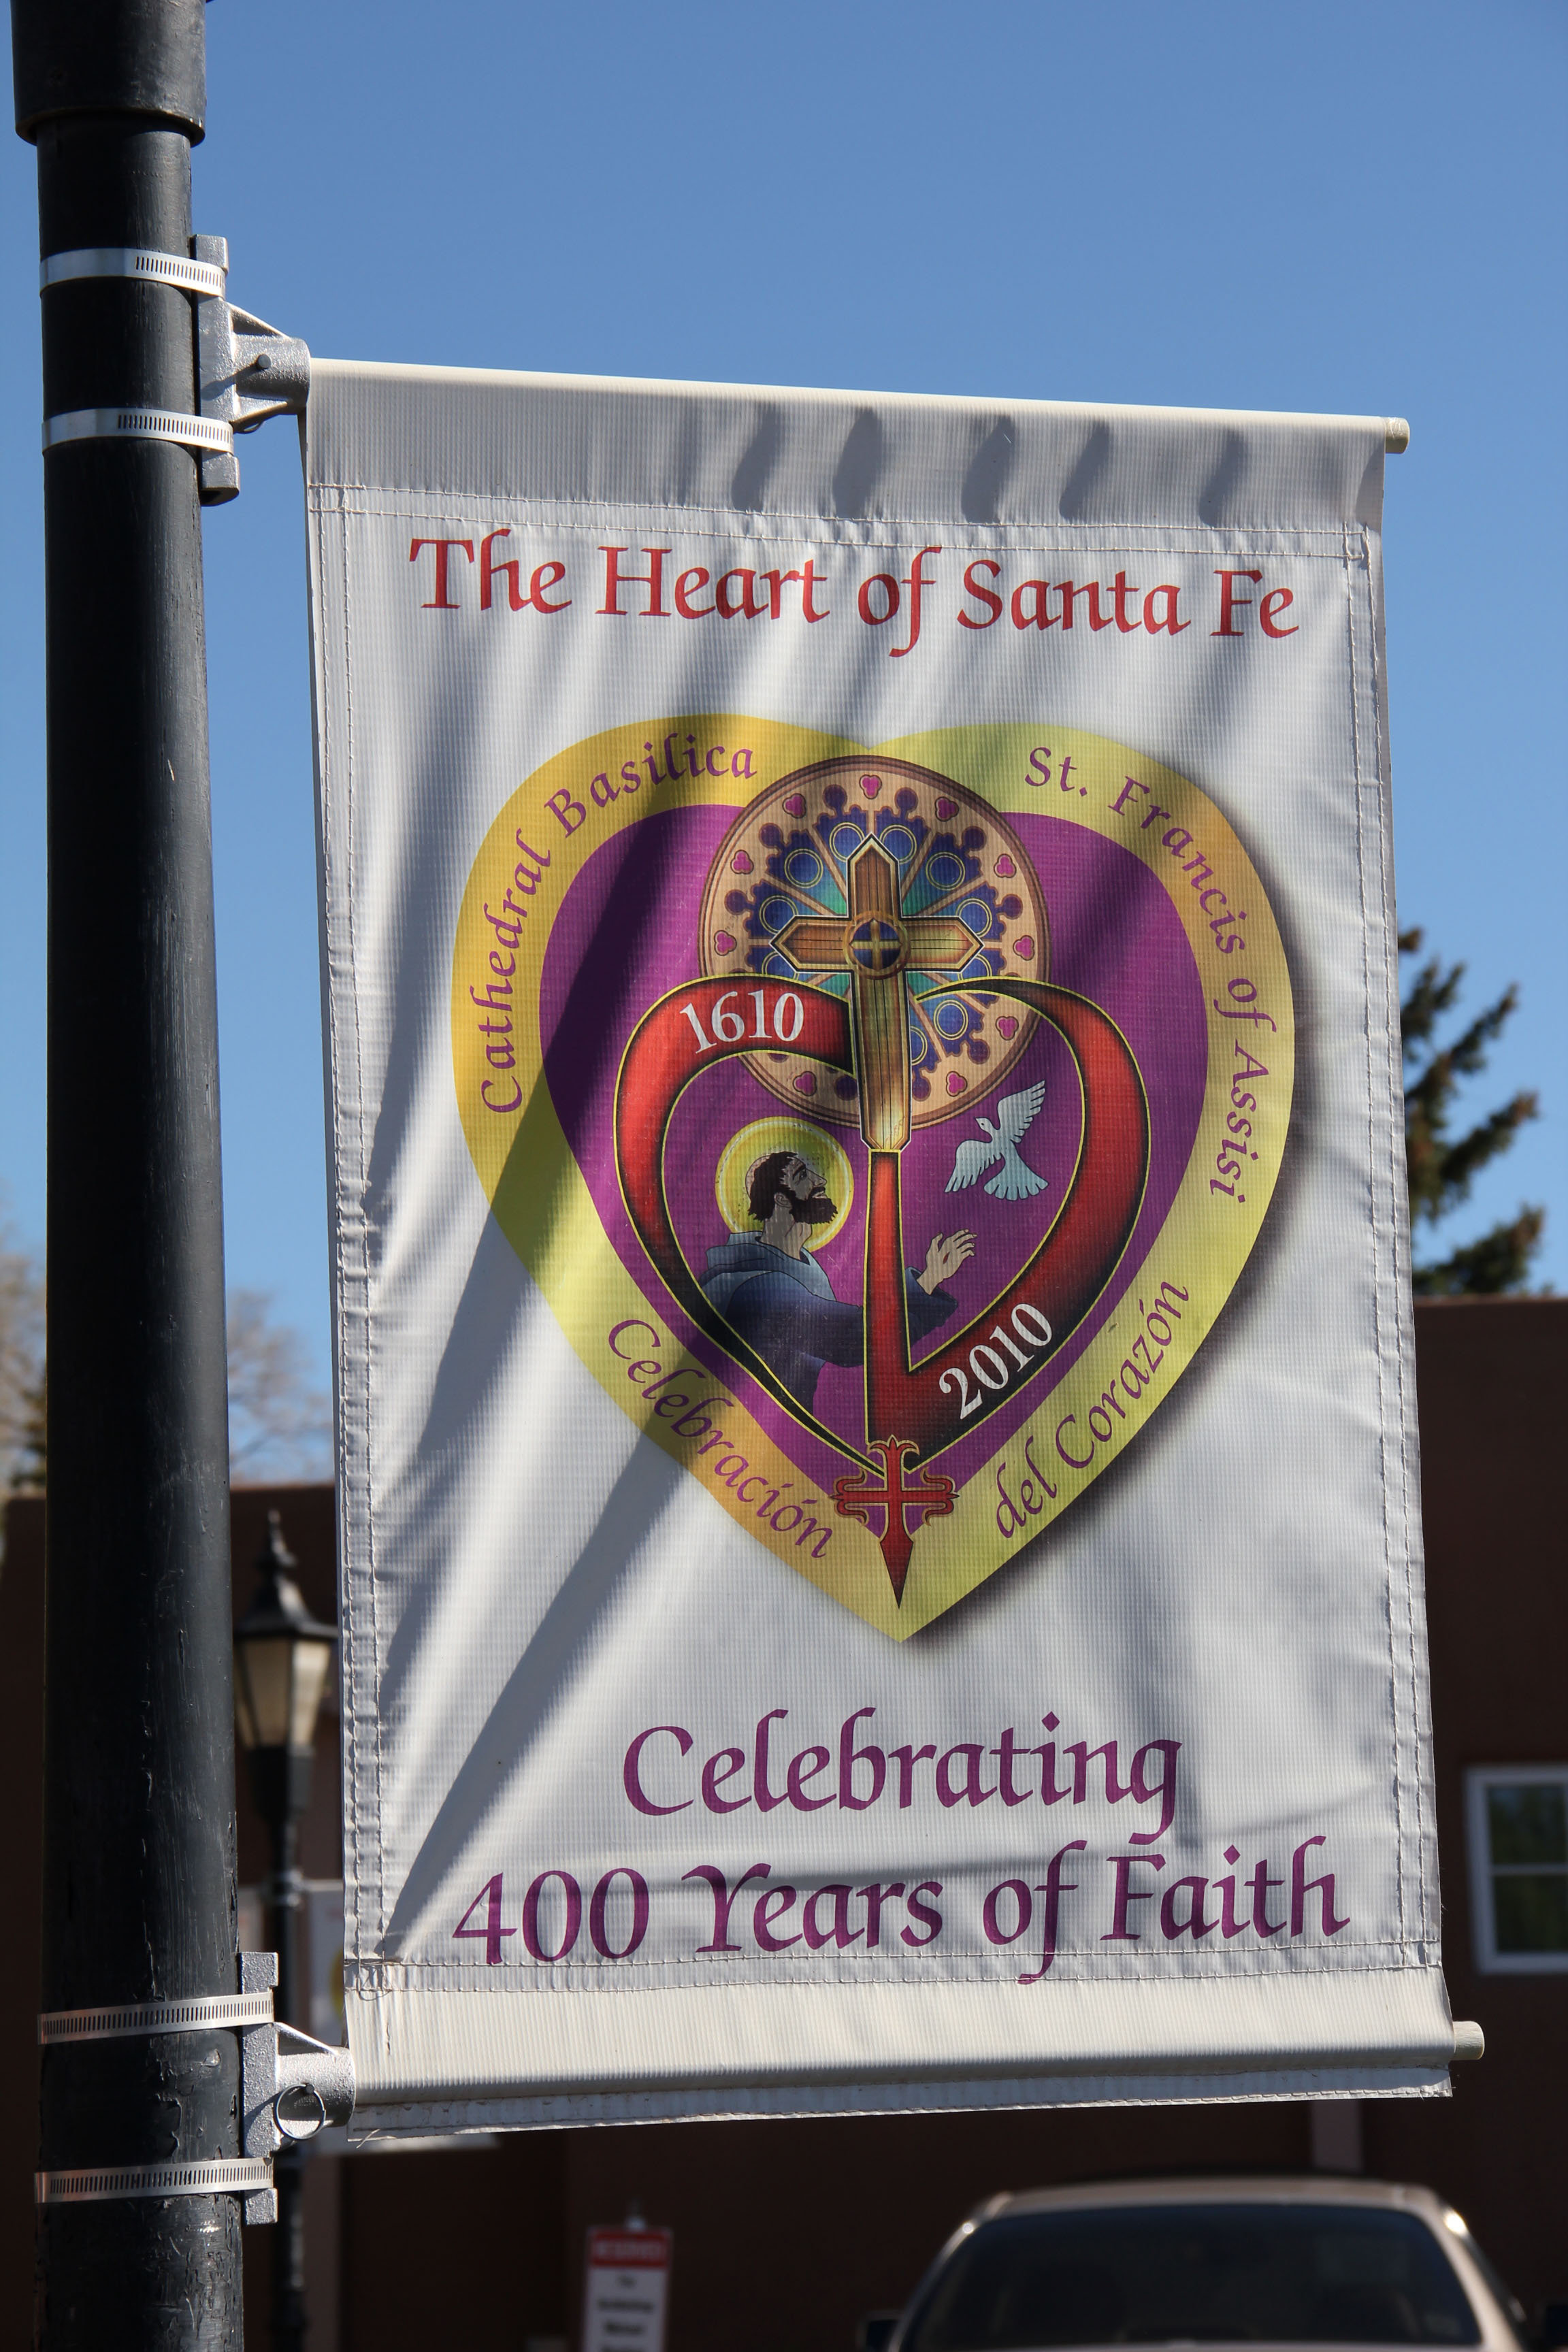 The Heart of Santa Fe
Cathedral Basilica
St. Francis of Assisi
1610
2010
Celebración
del Corazón
Celebrating
400 Years of Faith
RESERVED